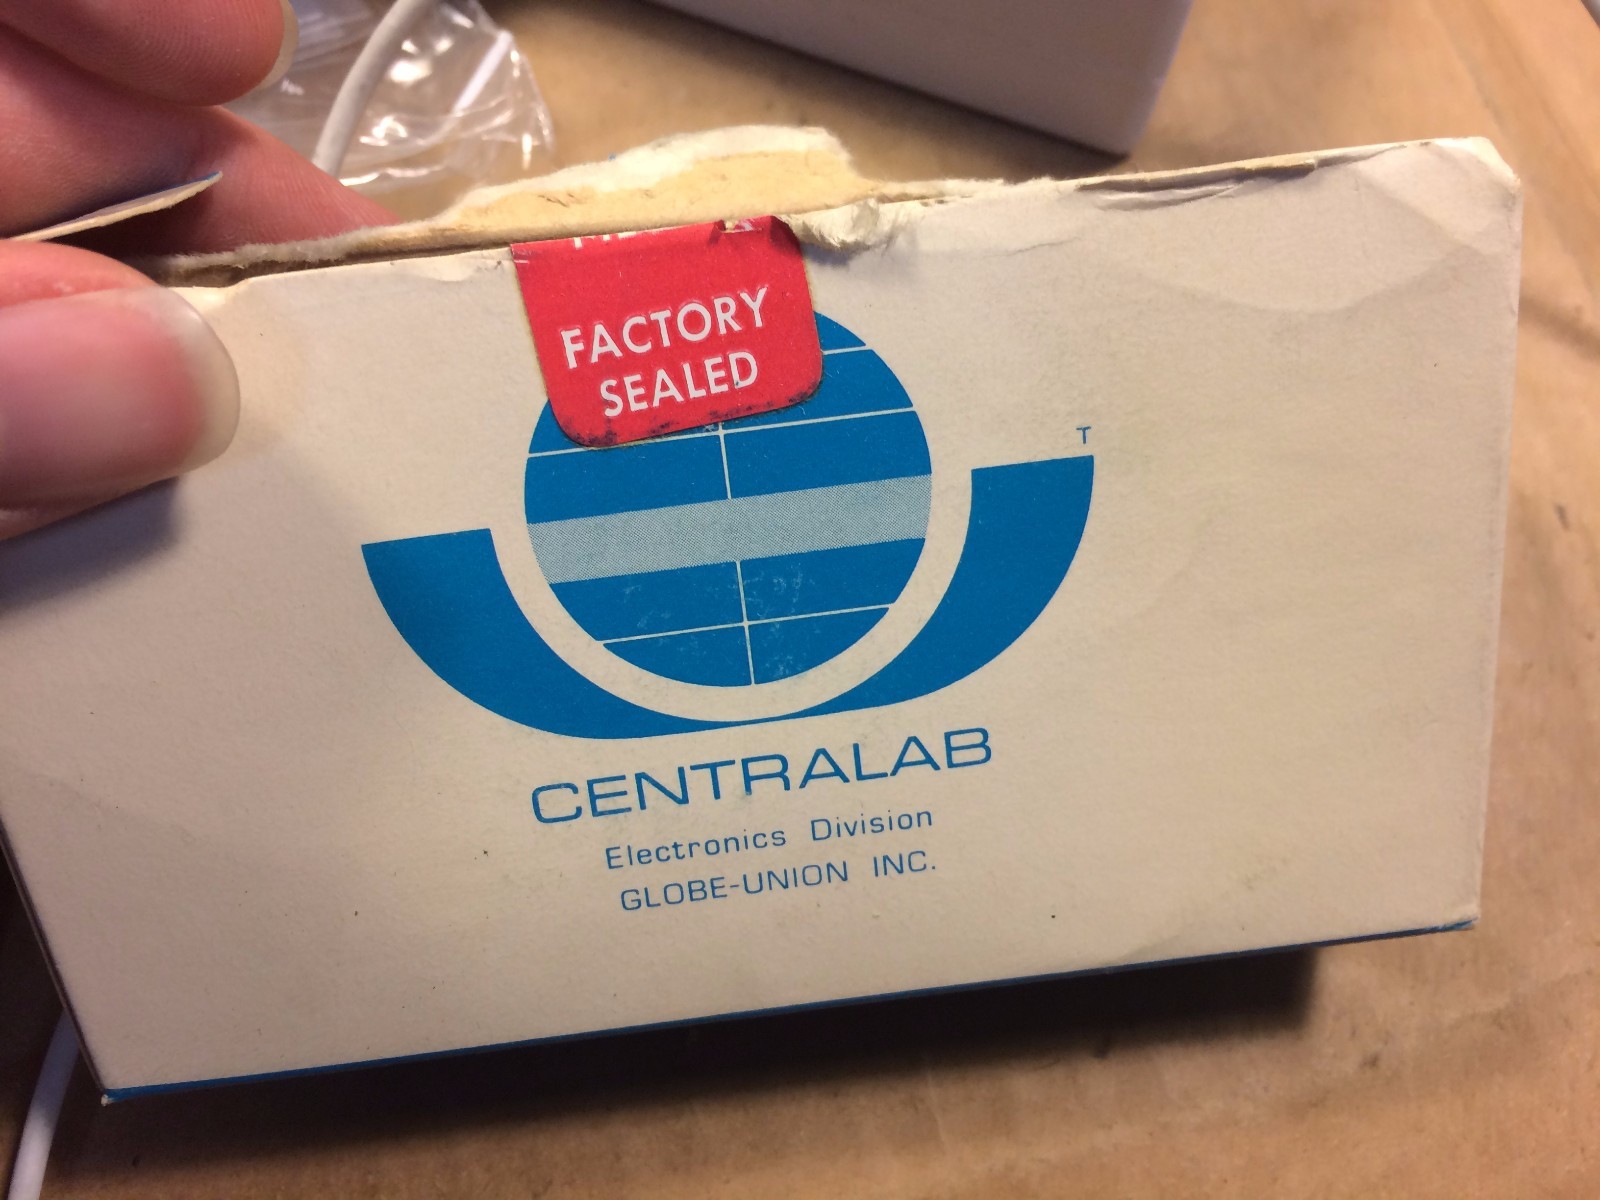 FACTORY
SEALED
T
CENTRALAB
Electronics Division
GLOBE-UNION INC.